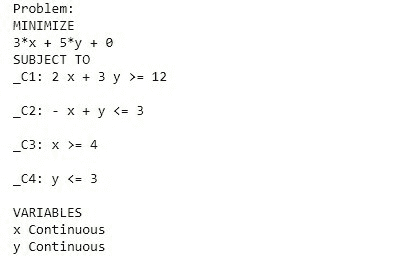 Problem:
MINIMIZE
3*x + 5*y + 0
SUBJECT TO
_C1: 2 x + 3 y >= 12
_C2: - x + y <= 3
_C3: x >= 4
_C4: y <= 3
VARIABLES
x Continuous
y Continuous